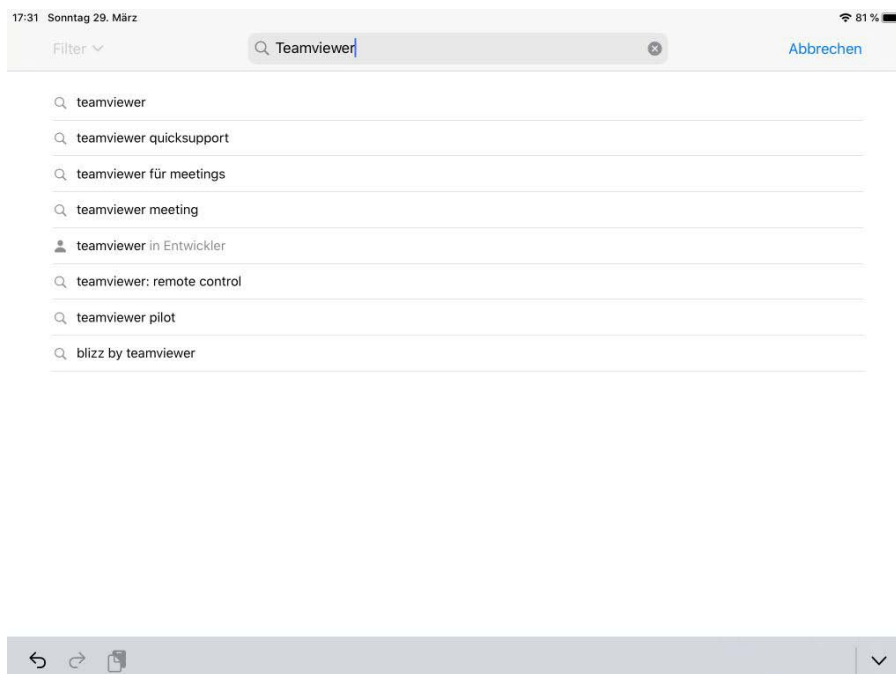 17:31 Sonntag 29. März 81 %
Filter Teamviewer Abbrechen
teamviewer
teamviewer quicksupport
teamviewer für meetings
teamviewer meeting
teamviewer in Entwickler
teamviewer: remote control
teamviewer pilot
blizz by teamviewer